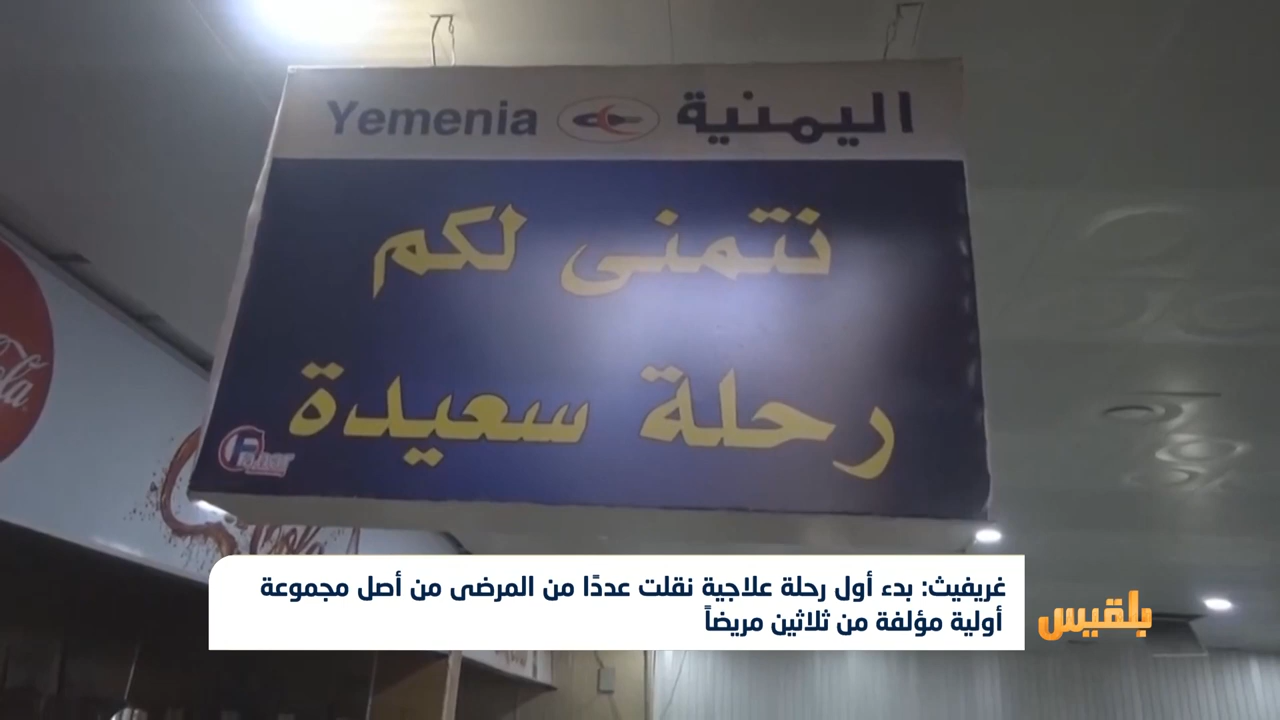 Yemenia اليمنية
نتمنى لكم
رحلة سعيدة
Cola
غريفيث: بدء أول رحلة علاجية نقلت عددًا من المرضى من أصل مجموعة
أولية مؤلفة من ثلاثين مريضاً
بلقيس